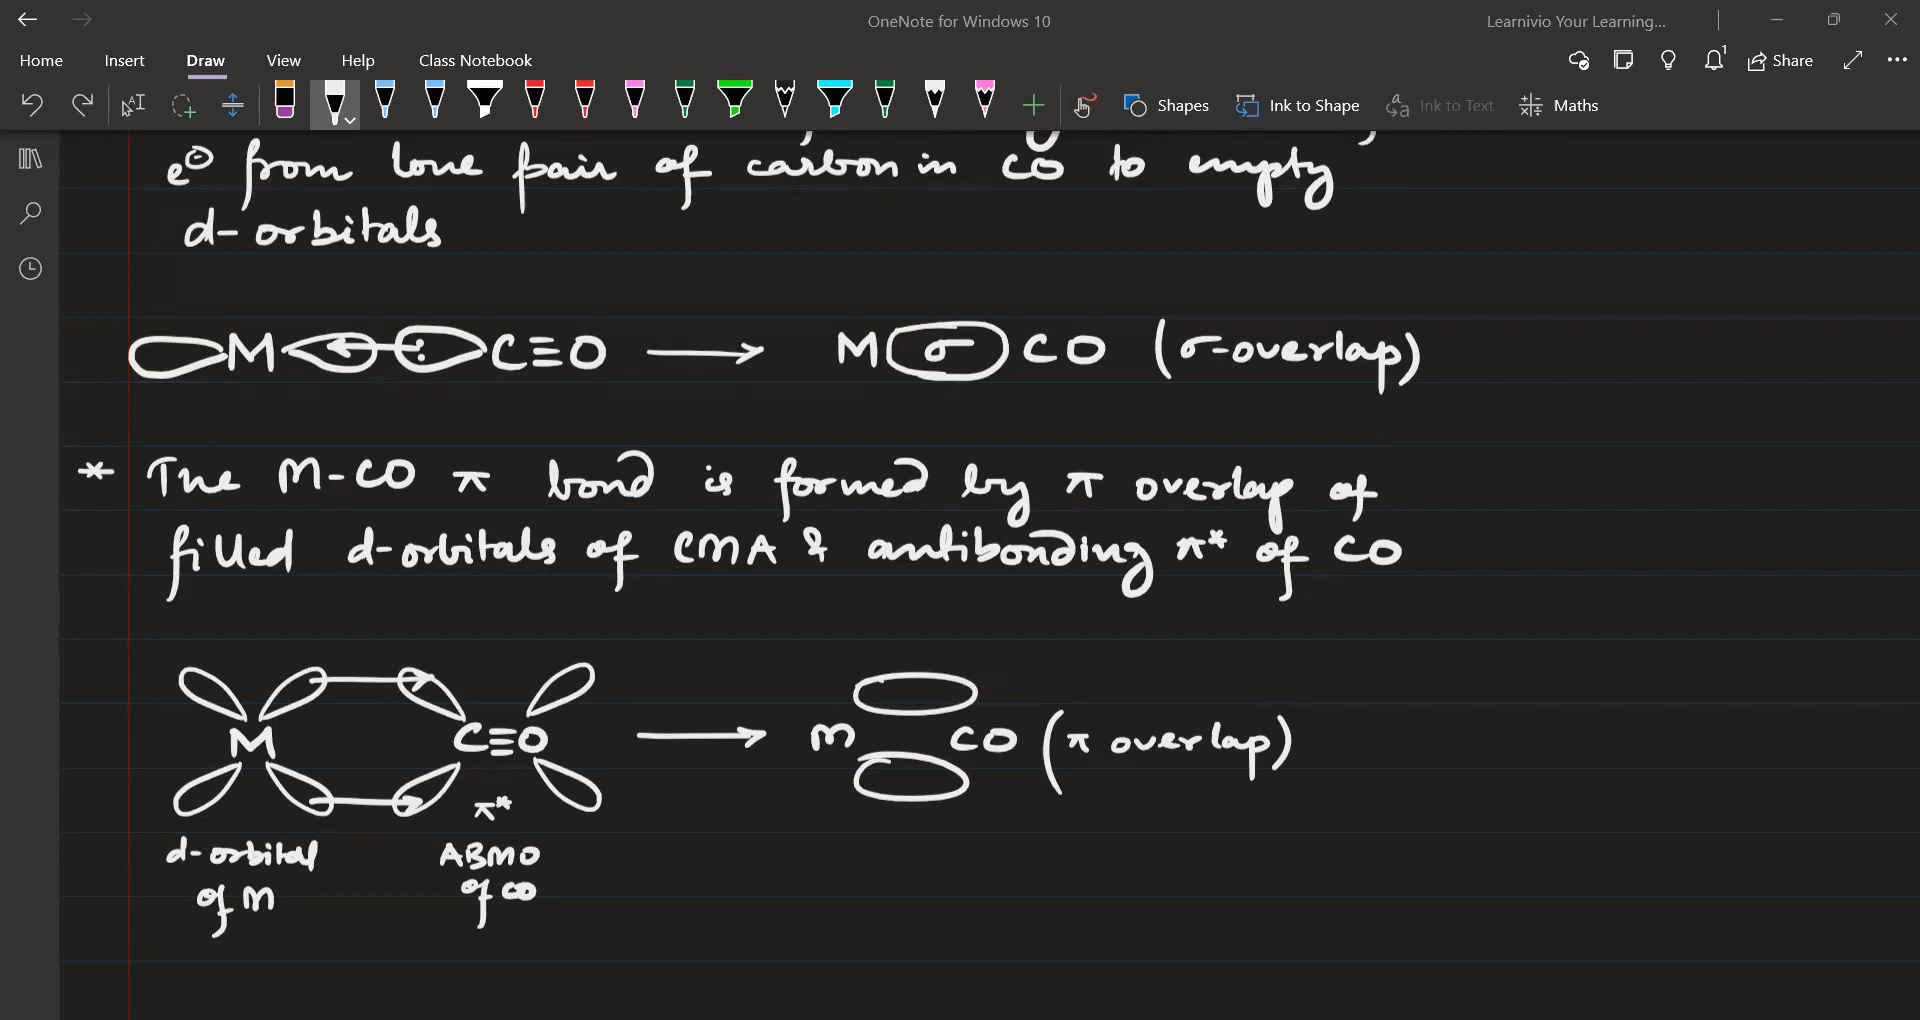 OneNote for Windows 10
Learnivio Your Learning...
Home Insert Draw View Help Class Notebook
1 Share
Shapes Ink to Shape Ink to Text Maths
e⊖ from lone pair of carbon in CO to empty
d-orbitals
M C≡O → M σ CO (σ-overlap)
* The M-CO π bond is formed by π overlap of
filled d-orbitals of CMA & antibonding π* of CO
M C≡O → M CO (π overlap)
π*
d-orbital ABMO
of M of CO